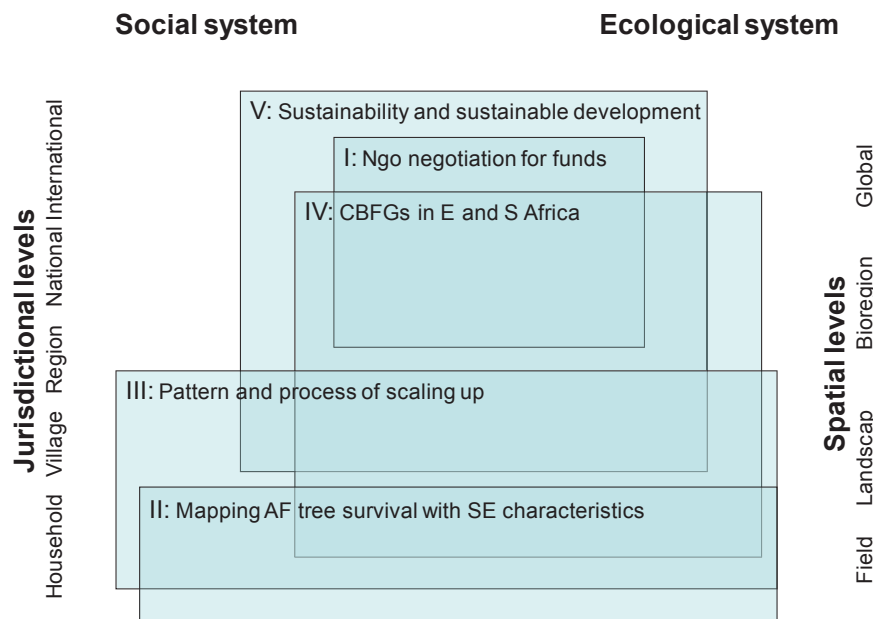 Social system
Ecological system
V: Sustainability and sustainable development
I: Ngo negotiation for funds
IV: CBFGs in E and S Africa
III: Pattern and process of scaling up
II: Mapping AF tree survival with SE characteristics
Jurisdictional levels
Household Village Region National International
Spatial levels
Field Landscap Bioregion Global